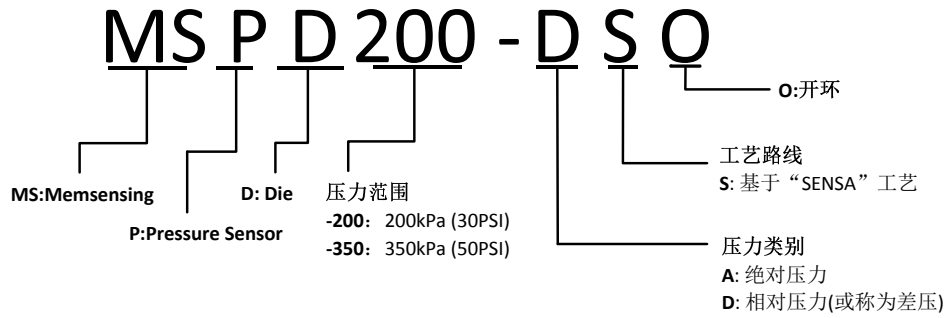 MSPD200-DSO
O:开环
工艺路线
S: 基于“SENSA”工艺
MS:Memsensing
D: Die
压力范围
-200： 200kPa (30PSI)
-350： 350kPa (50PSI)
P:Pressure Sensor
压力类别
A: 绝对压力
D: 相对压力(或称为差压)